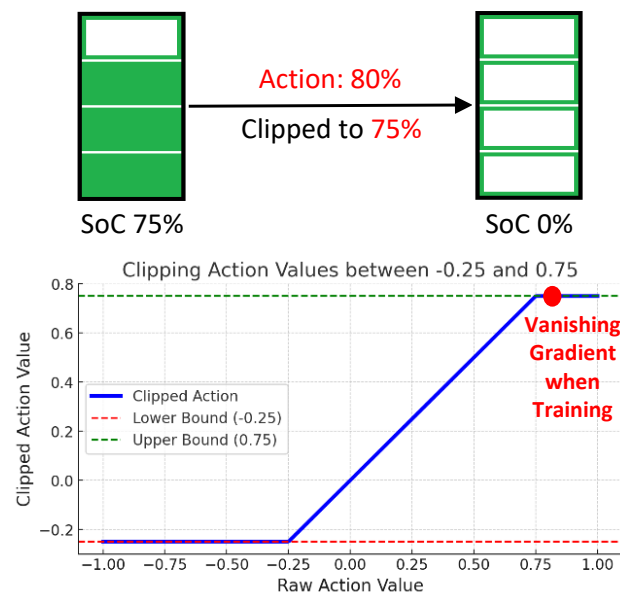 Action: 80%
Clipped to 75%
SoC 75%
SoC 0%
Clipping Action Values between -0.25 and 0.75
Clipped Action Value
0.8
0.6
0.4
0.2
0.0
−0.2
Clipped Action
Lower Bound (-0.25)
Upper Bound (0.75)
Vanishing
Gradient
when
Training
−1.00 −0.75 −0.50 −0.25 0.00 0.25 0.50 0.75 1.00
Raw Action Value